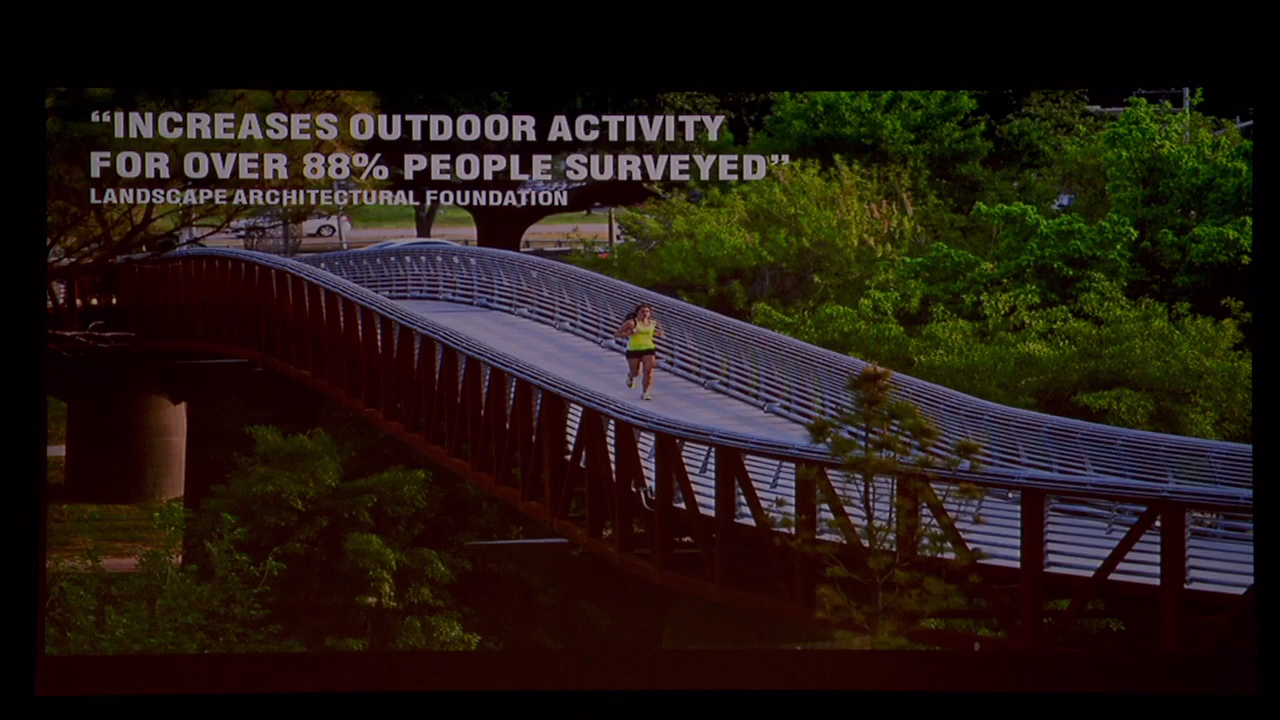 “INCREASES OUTDOOR ACTIVITY
FOR OVER 88% PEOPLE SURVEYED”
LANDSCAPE ARCHITECTURAL FOUNDATION